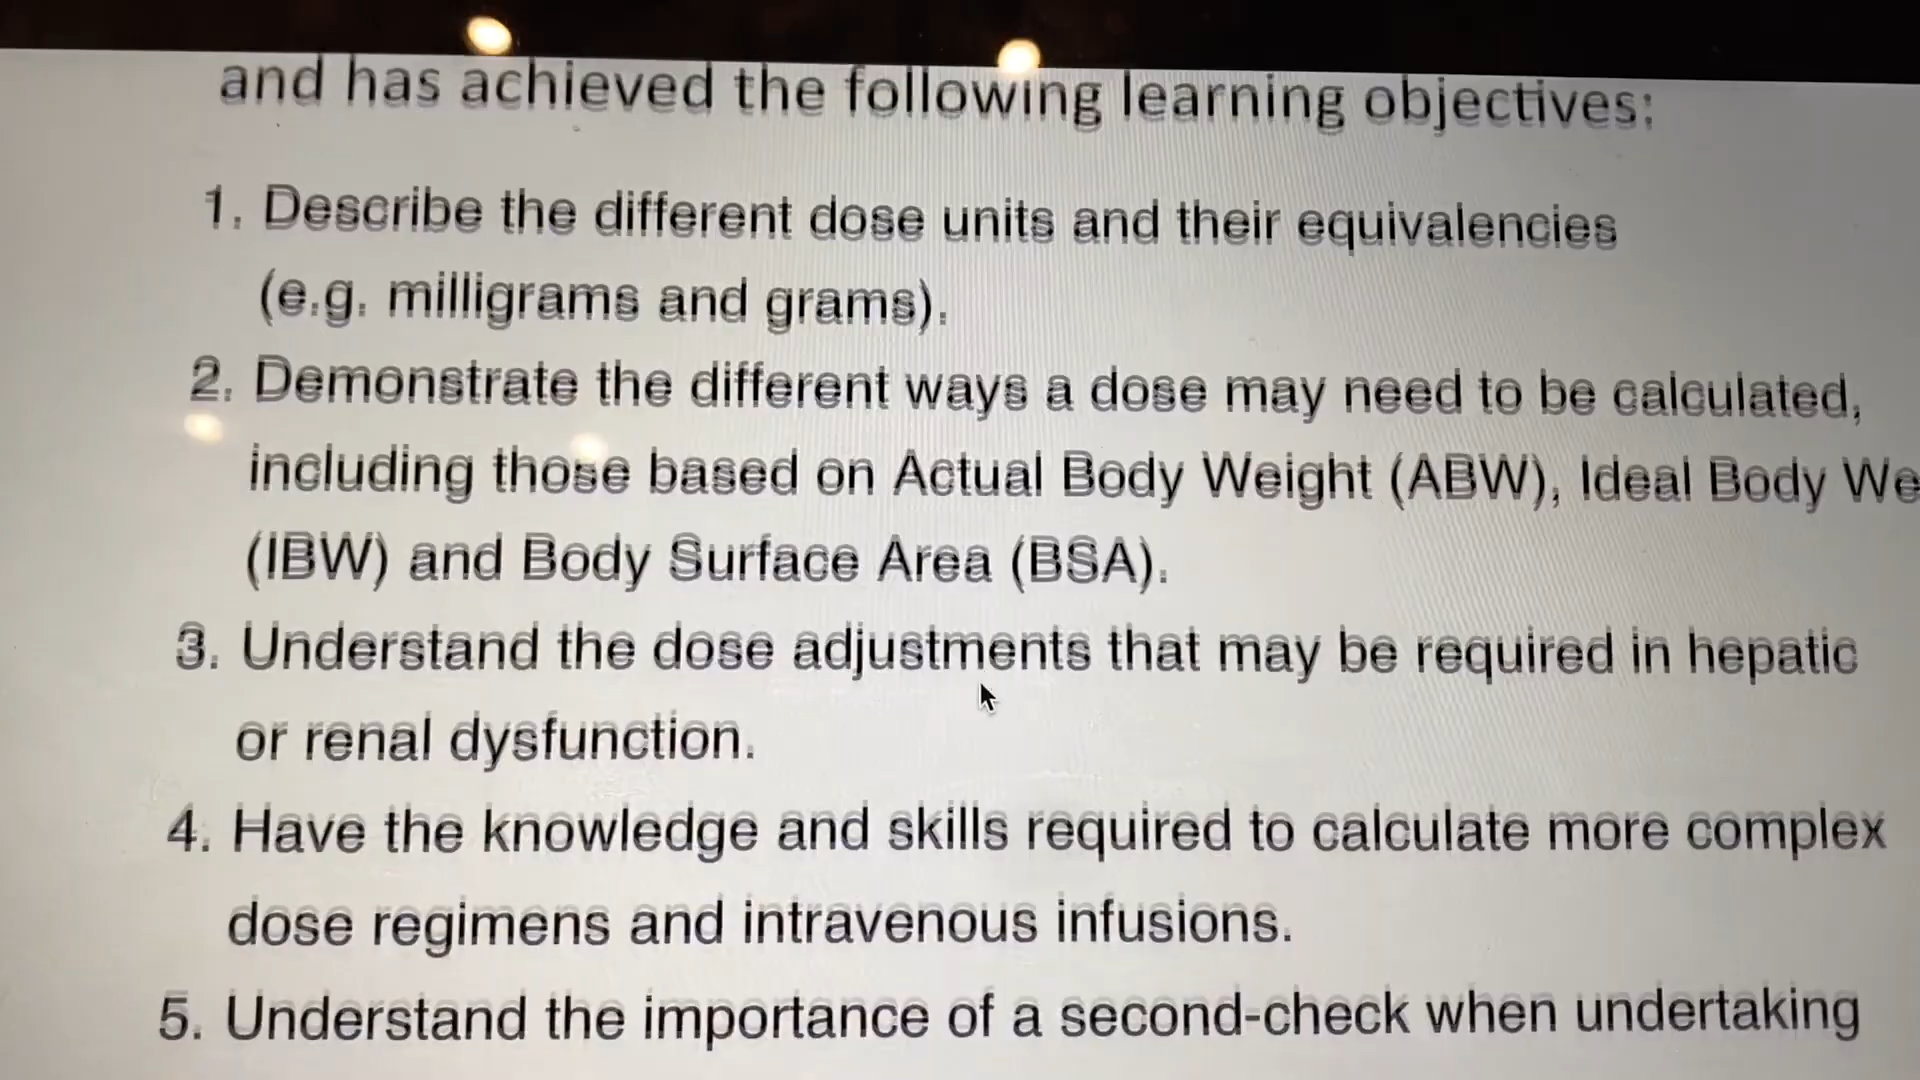 and has achieved the following learning objectives:
1. Describe the different dose units and their equivalencies
(e.g. milligrams and grams).
2. Demonstrate the different ways a dose may need to be calculated,
including those based on Actual Body Weight (ABW), Ideal Body We
(IBW) and Body Surface Area (BSA).
3. Understand the dose adjustments that may be required in hepatic
or renal dysfunction.
4. Have the knowledge and skills required to calculate more complex
dose regimens and intravenous infusions.
5. Understand the importance of a second-check when undertaking